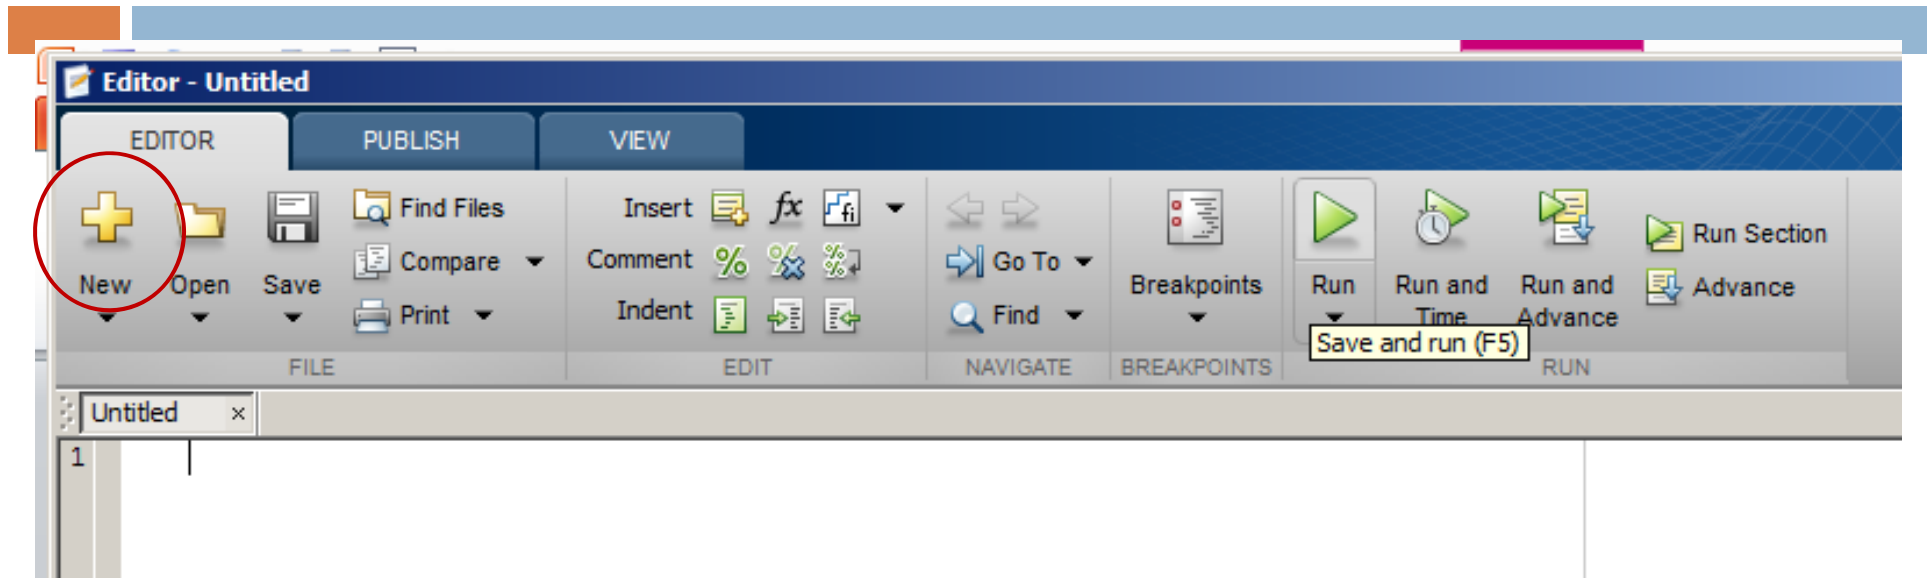 Editor - Untitled
EDITOR PUBLISH VIEW
New Open Save
Find Files
Compare
Print
FILE
Insert fx fi
Comment
Indent
EDIT
Go To
Find
NAVIGATE
Breakpoints
BREAKPOINTS
Run
Run and
Time
Run and
Advance
Run Section
Advance
Save and run (F5)
RUN
Untitled ×
1